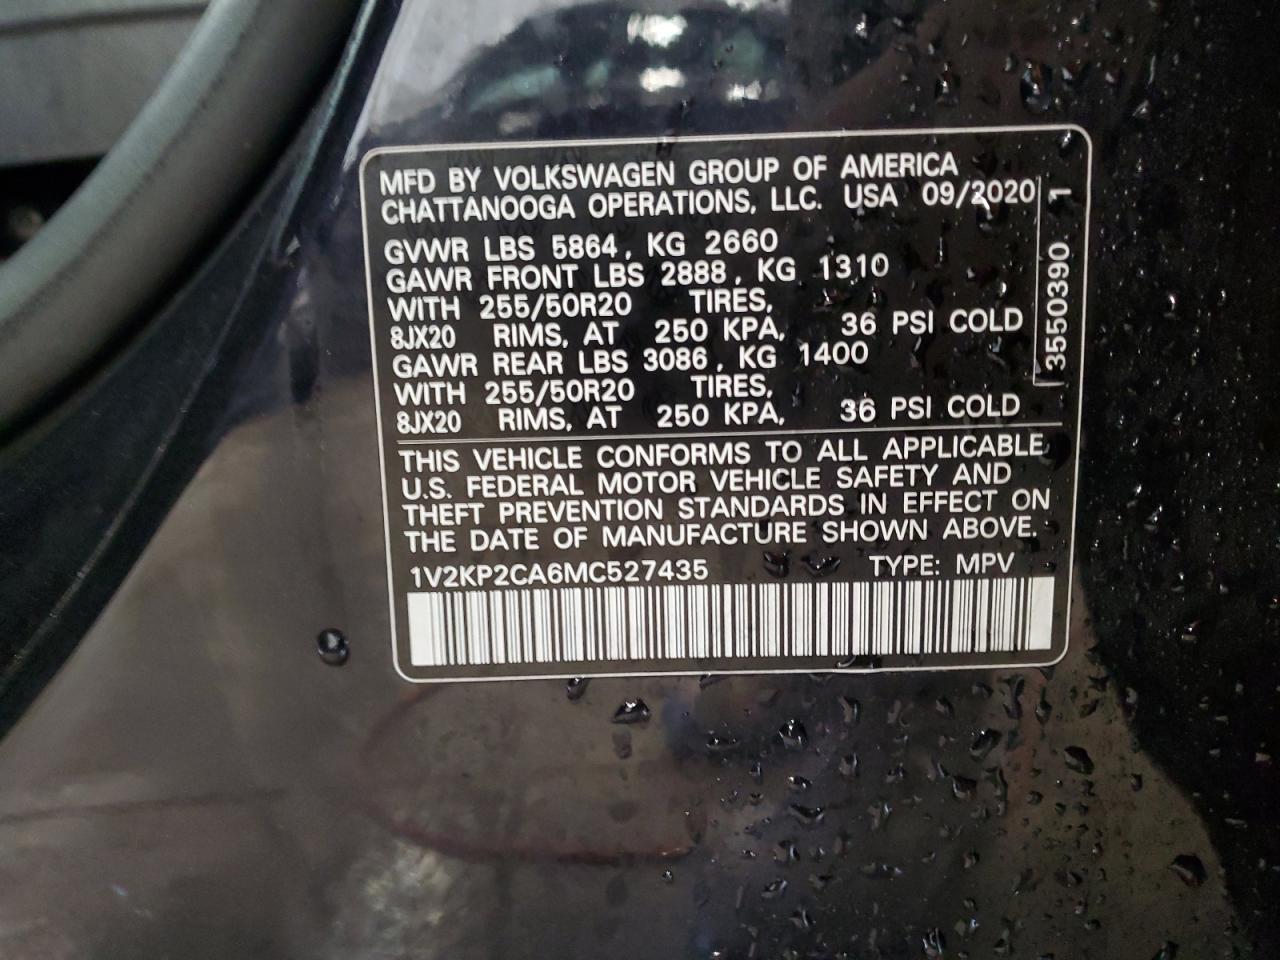 MFD BY VOLKSWAGEN GROUP OF AMERICA
CHATTANOOGA OPERATIONS, LLC. USA 09/2020
GVWR LBS 5864, KG 2660
GAWR FRONT LBS 2888, KG 1310
WITH 255/50R20 TIRES,
8JX20 RIMS, AT 250 KPA, 36 PSI COLD
GAWR REAR LBS 3086, KG 1400
WITH 255/50R20 TIRES,
8JX20 RIMS, AT 250 KPA, 36 PSI COLD
3550390 1
THIS VEHICLE CONFORMS TO ALL APPLICABLE
U.S. FEDERAL MOTOR VEHICLE SAFETY AND
THEFT PREVENTION STANDARDS IN EFFECT ON
THE DATE OF MANUFACTURE SHOWN ABOVE.
1V2KP2CA6MC527435 TYPE: MPV